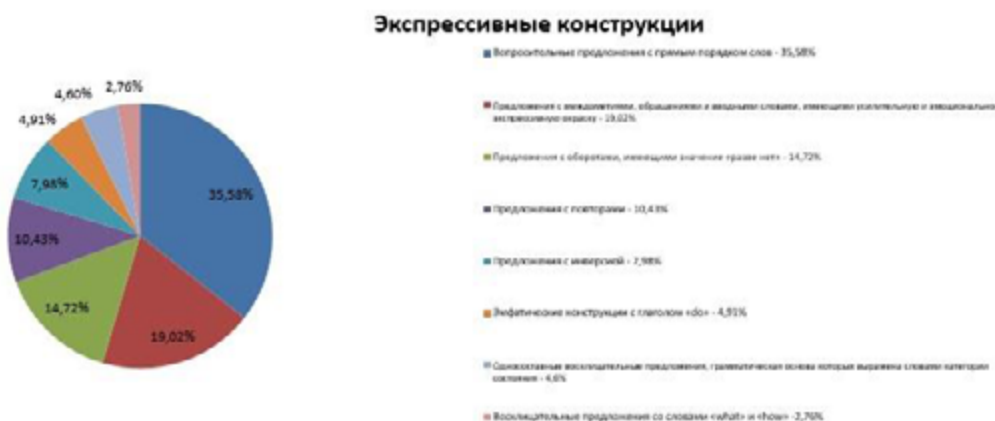 Экспрессивные конструкции
Вопросительные предложения с прямым порядком слов - 35,58%
Предложения с междометиями, обращениями и вводными словами, имеющими усилительную и эмоционально-
экспрессивную окраску - 19,02%
Предложения с оборотами, имеющими значение «разве нет» - 14,72%
Предложения с повторами - 10,43%
Предложения с инверсией - 7,98%
Эмфатические конструкции с глаголом «do» - 4,91%
Односоставные восклицательные предложения, грамматическая основа которых выражена словами категории
состояния - 4,6%
Восклицательные предложения со словами «what» и «how» -2,76%
2,76%
4,60%
4,91%
7,98%
10,43%
14,72%
19,02%
35,58%